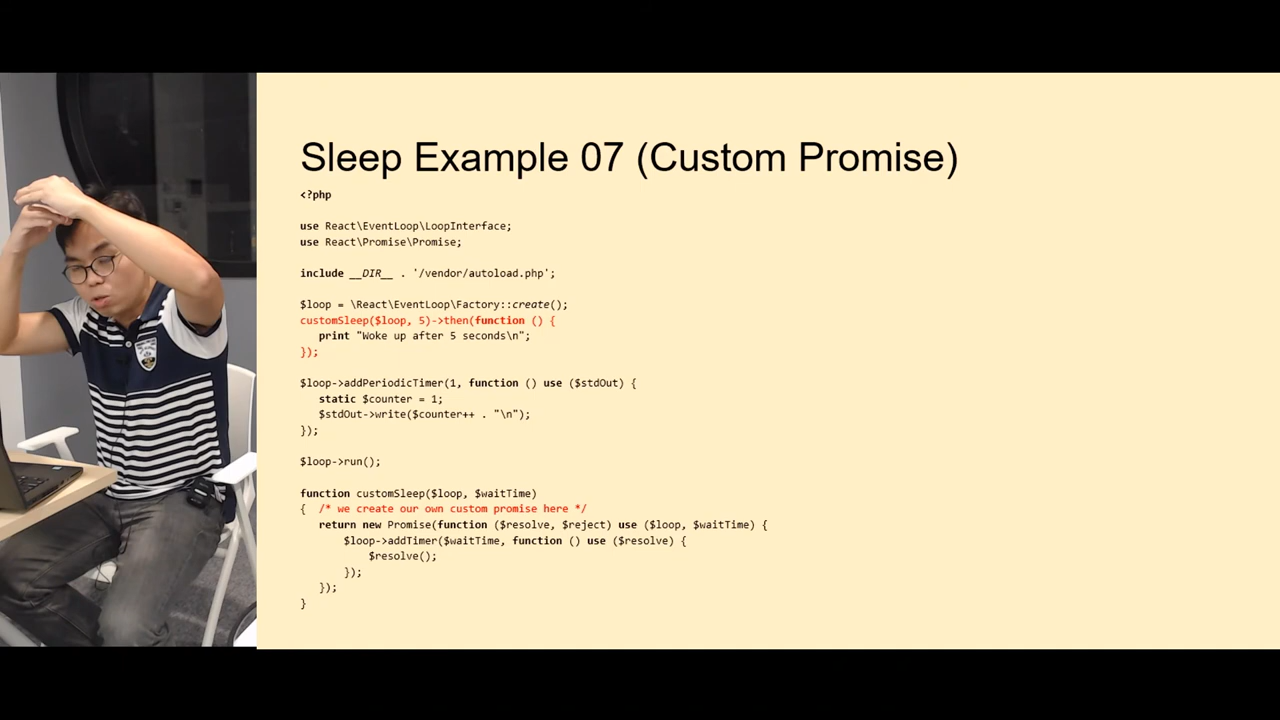 Sleep Example 07 (Custom Promise)
<?php
use React\EventLoop\LoopInterface;
use React\Promise\Promise;
include __DIR__ . '/vendor/autoload.php';
$loop = \React\EventLoop\Factory::create();
customSleep($loop, 5)->then(function () {
print "Woke up after 5 seconds\n";
});
$loop->addPeriodicTimer(1, function () use ($stdOut) {
static $counter = 1;
$stdOut->write($counter++ . "\n");
});
$loop->run();
function customSleep($loop, $waitTime)
{ /* we create our own custom promise here */
return new Promise(function ($resolve, $reject) use ($loop, $waitTime) {
$loop->addTimer($waitTime, function () use ($resolve) {
$resolve();
});
});
}